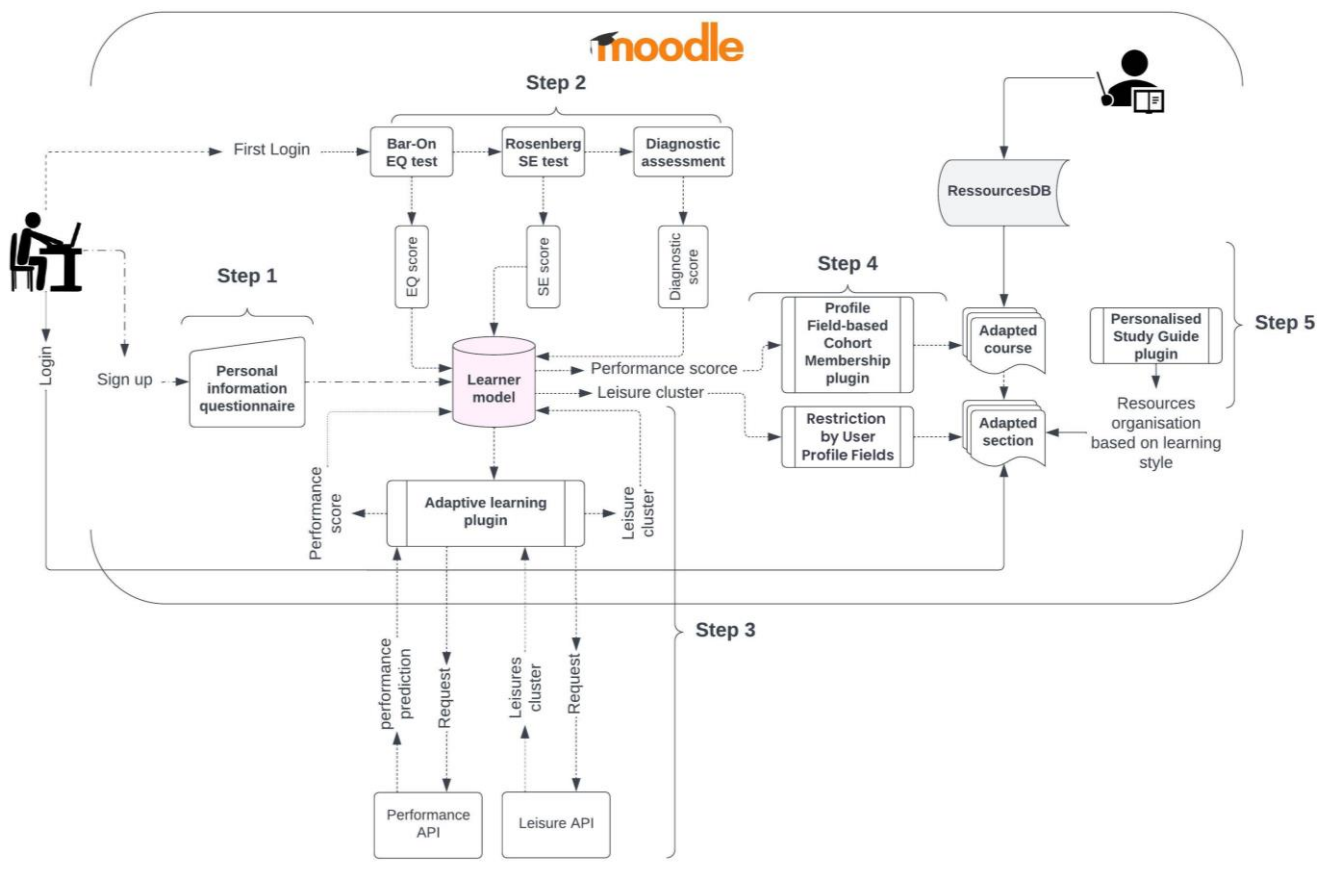 moodle
Step 2
First Login
Bar-On
EQ test
Rosenberg
SE test
Diagnostic
assessment
RessourcesDB
EQ score
SE score
Diagnostic
score
Step 1
Step 4
Step 5
Login
Sign up
Personal
information
questionnaire
Learner
model
Performance scorce
Leisure cluster
Profile
Field-based
Cohort
Membership
plugin
Adapted
course
Personalised
Study Guide
plugin
Restriction
by User
Profile Fields
Adapted
section
Resources
organisation
based on learning
style
Performance
score
Adaptive learning
plugin
Leisure
cluster
Step 3
performance
prediction
Request
Leisures
cluster
Request
Performance
API
Leisure API